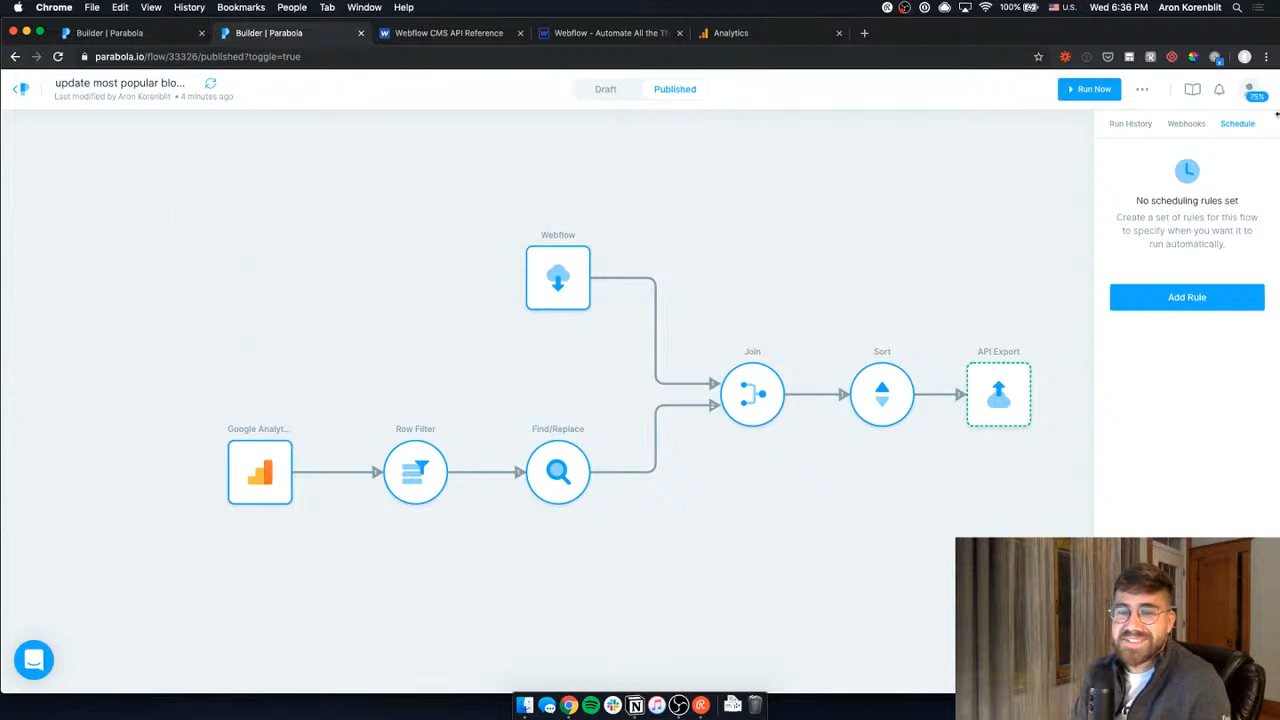 Chrome File Edit View History Bookmarks People Tab Window Help 100% U.S. Wed 6:36 PM Aron Korenblit
Builder | Parabola Builder | Parabola Webflow CMS API Reference Webflow - Automate All the Th Analytics
parabola.io/flow/33326/published?toggle=true
update most popular blo...
Last modified by Aron Korenblit • 4 minutes ago
Draft Published
Run Now
75%
Run History Webhooks Schedule
No scheduling rules set
Create a set of rules for this flow
to specify when you want it to
run automatically.
Add Rule
Webflow
Join Sort API Export
Google Analyt... Row Filter Find/Replace